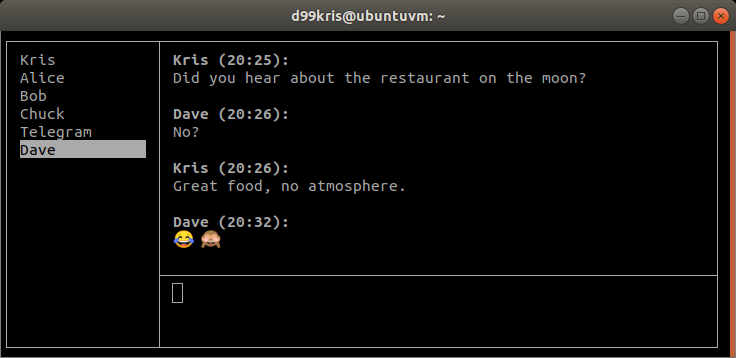 d99kris@ubuntuvm: ~
Kris
Alice
Bob
Chuck
Telegram
Dave
Kris (20:25):
Did you hear about the restaurant on the moon?
Dave (20:26):
No?
Kris (20:26):
Great food, no atmosphere.
Dave (20:32):
😂 🙈